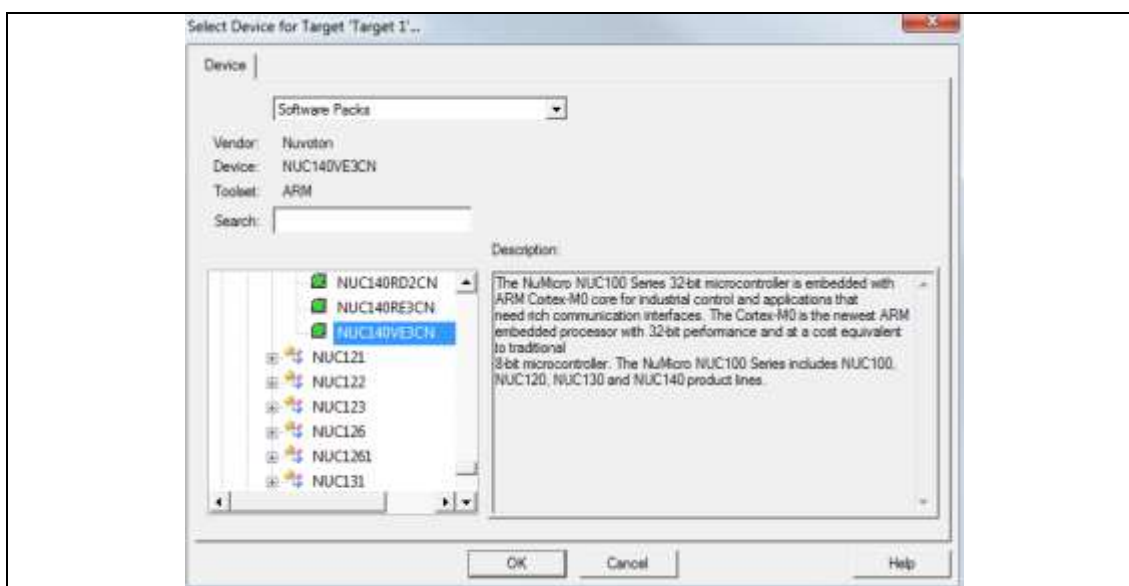 Select Device for Target 'Target 1'...
Device
Software Packs
Vendor: Nuvoton
Device: NUC140VE3CN
Toolset: ARM
Search:
Description:
NUC140RD2CN
NUC140RE3CN
NUC140VE3CN
NUC121
NUC122
NUC123
NUC126
NUC1261
NUC131
The NuMicro NUC100 Series 32-bit microcontroller is embedded with
ARM Cortex-M0 core for industrial control and applications that
need rich communication interfaces. The Cortex-M0 is the newest ARM
embedded processor with 32-bit performance and at a cost equivalent
to traditional
8-bit microcontroller. The NuMicro NUC100 Series includes NUC100,
NUC120, NUC130 and NUC140 product lines.
OK
Cancel
Help